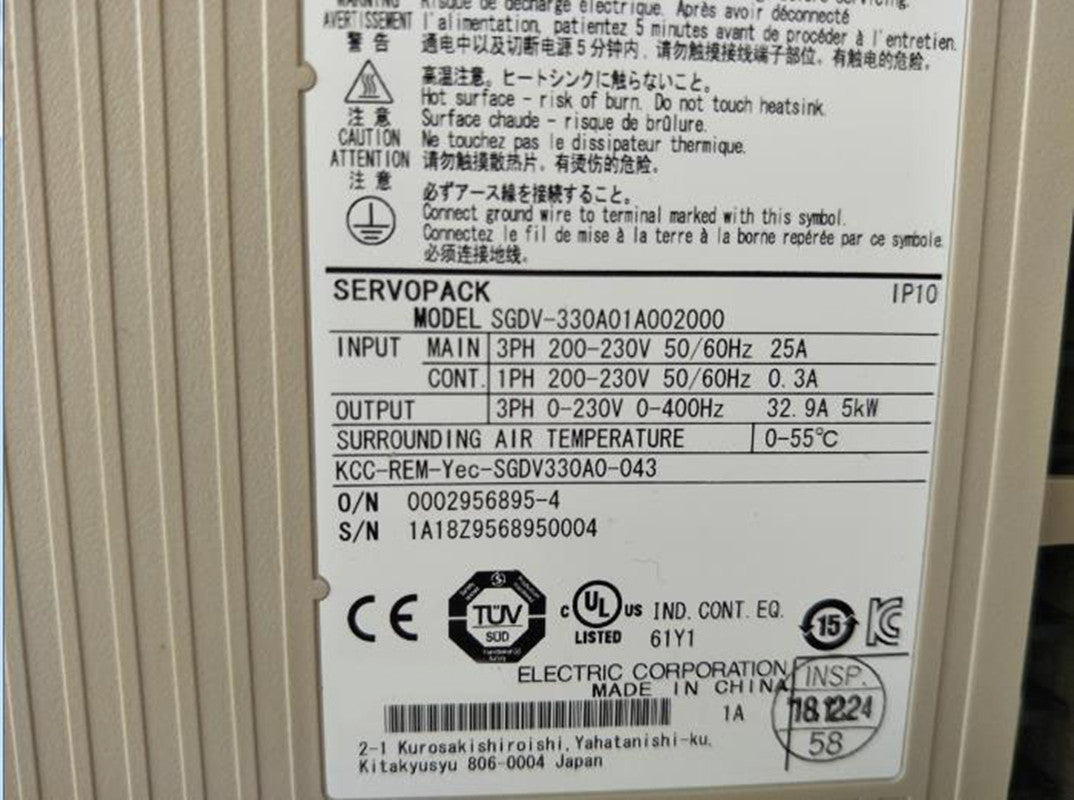 WARNING Risque de décharge électrique. Après avoir déconnecté
AVERTISSEMENT l'alimentation, patientez 5 minutes avant de procéder à l'entretien.
警告 通电中以及切断电源5分钟内、请勿触摸接线端子部位。有触电的危险。
高温注意。ヒートシンクに触らないこと。
Hot surface - risk of burn. Do not touch heatsink.
注意 Surface chaude - risque de brûlure.
CAUTION Ne touchez pas le dissipateur thermique.
ATTENTION 请勿触摸散热片。有烫伤的危险。
注意
必ずアース線を接続すること。
Connect ground wire to terminal marked with this symbol.
Connectez le fil de mise à la terre à la borne repérée par ce symbole.
必须连接地线。
SERVOPACK IP10
MODEL SGDV-330A01A002000
INPUT MAIN 3PH 200-230V 50/60Hz 25A
CONT. 1PH 200-230V 50/60Hz 0.3A
OUTPUT 3PH 0-230V 0-400Hz 32.9A 5kW
SURROUNDING AIR TEMPERATURE 0-55℃
KCC-REM-Yec-SGDV330A0-043
O/N 0002956895-4
S/N 1A18Z9568950004
CE TÜV SÜD c UL us LISTED IND. CONT. EQ. 61Y1 15
ELECTRIC CORPORATION
MADE IN CHINA
1A
INSP.
18.12.24
58
2-1 Kurosakishiroishi, Yahatanishi-ku,
Kitakyusyu 806-0004 Japan